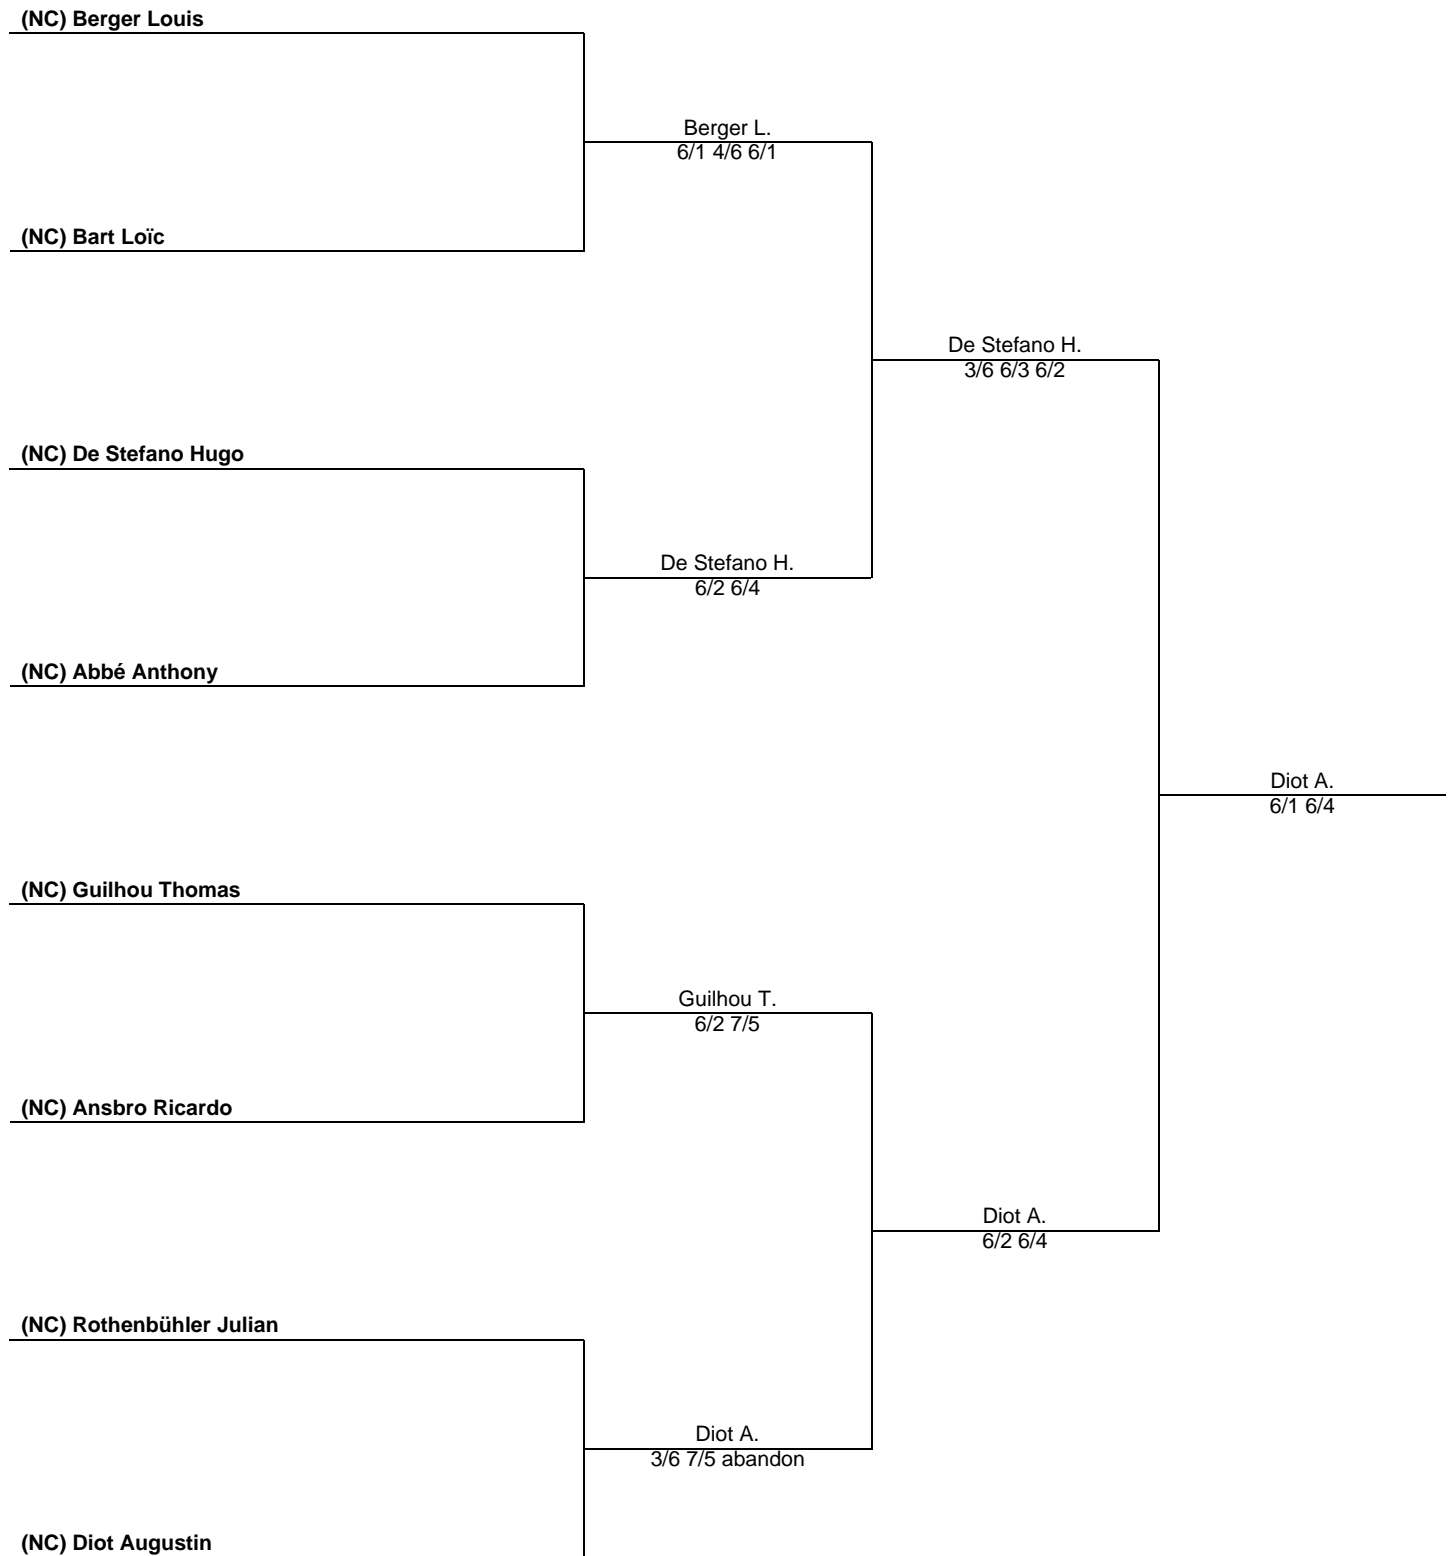 (NC) Berger Louis
Berger L.
6/1 4/6 6/1
(NC) Bart Loïc
De Stefano H.
3/6 6/3 6/2
(NC) De Stefano Hugo
De Stefano H.
6/2 6/4
(NC) Abbé Anthony
Diot A.
6/1 6/4
(NC) Guilhou Thomas
Guilhou T.
6/2 7/5
(NC) Ansbro Ricardo
Diot A.
6/2 6/4
(NC) Rothenbühler Julian
Diot A.
3/6 7/5 abandon
(NC) Diot Augustin